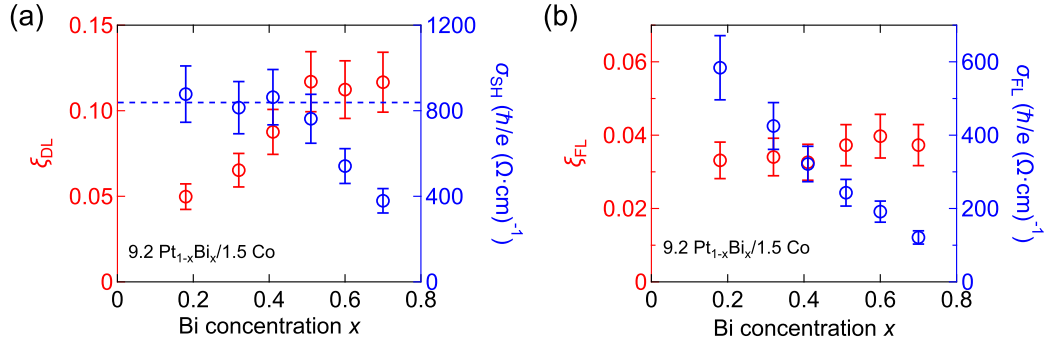 (a)
0.15
0.10
0.05
0
ξDL
1200
800
400
0
σSH (ħ/e (Ω·cm)-1)
9.2 Pt1-xBix/1.5 Co
0 0.2 0.4 0.6 0.8
Bi concentration x
(b)
0.06
0.04
0.02
0
ξFL
600
400
200
0
σFL (ħ/e (Ω·cm)-1)
9.2 Pt1-xBix/1.5 Co
0 0.2 0.4 0.6 0.8
Bi concentration x